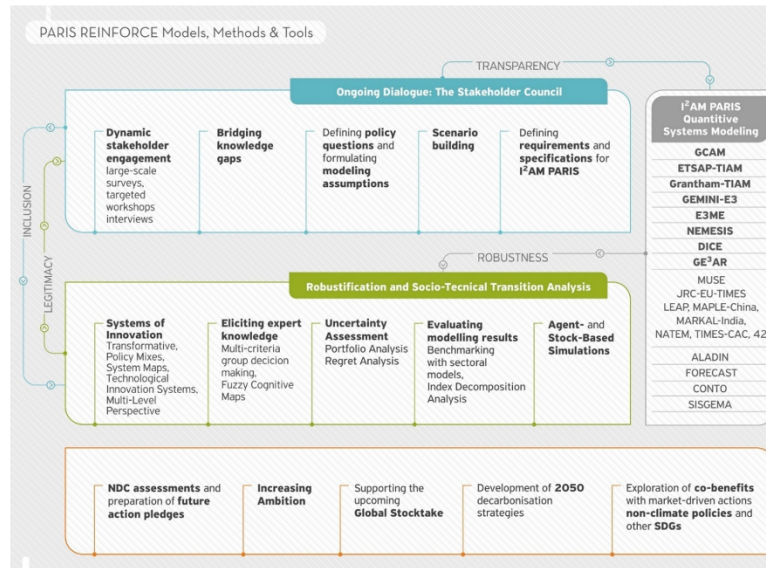 PARIS REINFORCE Models, Methods & Tools
TRANSPARENCY
Ongoing Dialogue: The Stakeholder Council
Dynamic
stakeholder
engagement
large-scale
surveys,
targeted
workshops
interviews
Bridging
knowledge
gaps
Defining policy
questions and
formulating
modeling
assumptions
Scenario
building
Defining
requirements and
specifications for
I²AM PARIS
I²AM PARIS
Quantitive
Systems Modeling
GCAM
ETSAP-TIAM
Grantham-TIAM
GEMINI-E3
E3ME
NEMESIS
DICE
GE³AR
MUSE
JRC-EU-TIMES
LEAP, MAPLE-China,
MARKAL-India,
NATEM, TIMES-CAC, 42
ALADIN
FORECAST
CONTO
SISGEMA
INCLUSION
LEGITIMACY
ROBUSTNESS
Robustification and Socio-Tecnical Transition Analysis
Systems of
Innovation
Transformative,
Policy Mixes,
System Maps,
Technological
Innovation Systems,
Multi-Level
Perspective
Eliciting expert
knowledge
Multi-criteria
group decicion
making,
Fuzzy Cognitive
Maps
Uncertainty
Assessment
Portfolio Analysis
Regret Analysis
Evaluating
modelling results
Benchmarking
with sectoral
models,
Index Decomposition
Analysis
Agent- and
Stock-Based
Simulations
NDC assessments and
preparation of future
action pledges
Increasing
Ambition
Supporting the
upcoming
Global Stocktake
Development of 2050
decarbonisation
strategies
Exploration of co-benefits
with market-driven actions
non-climate policies and
other SDGs